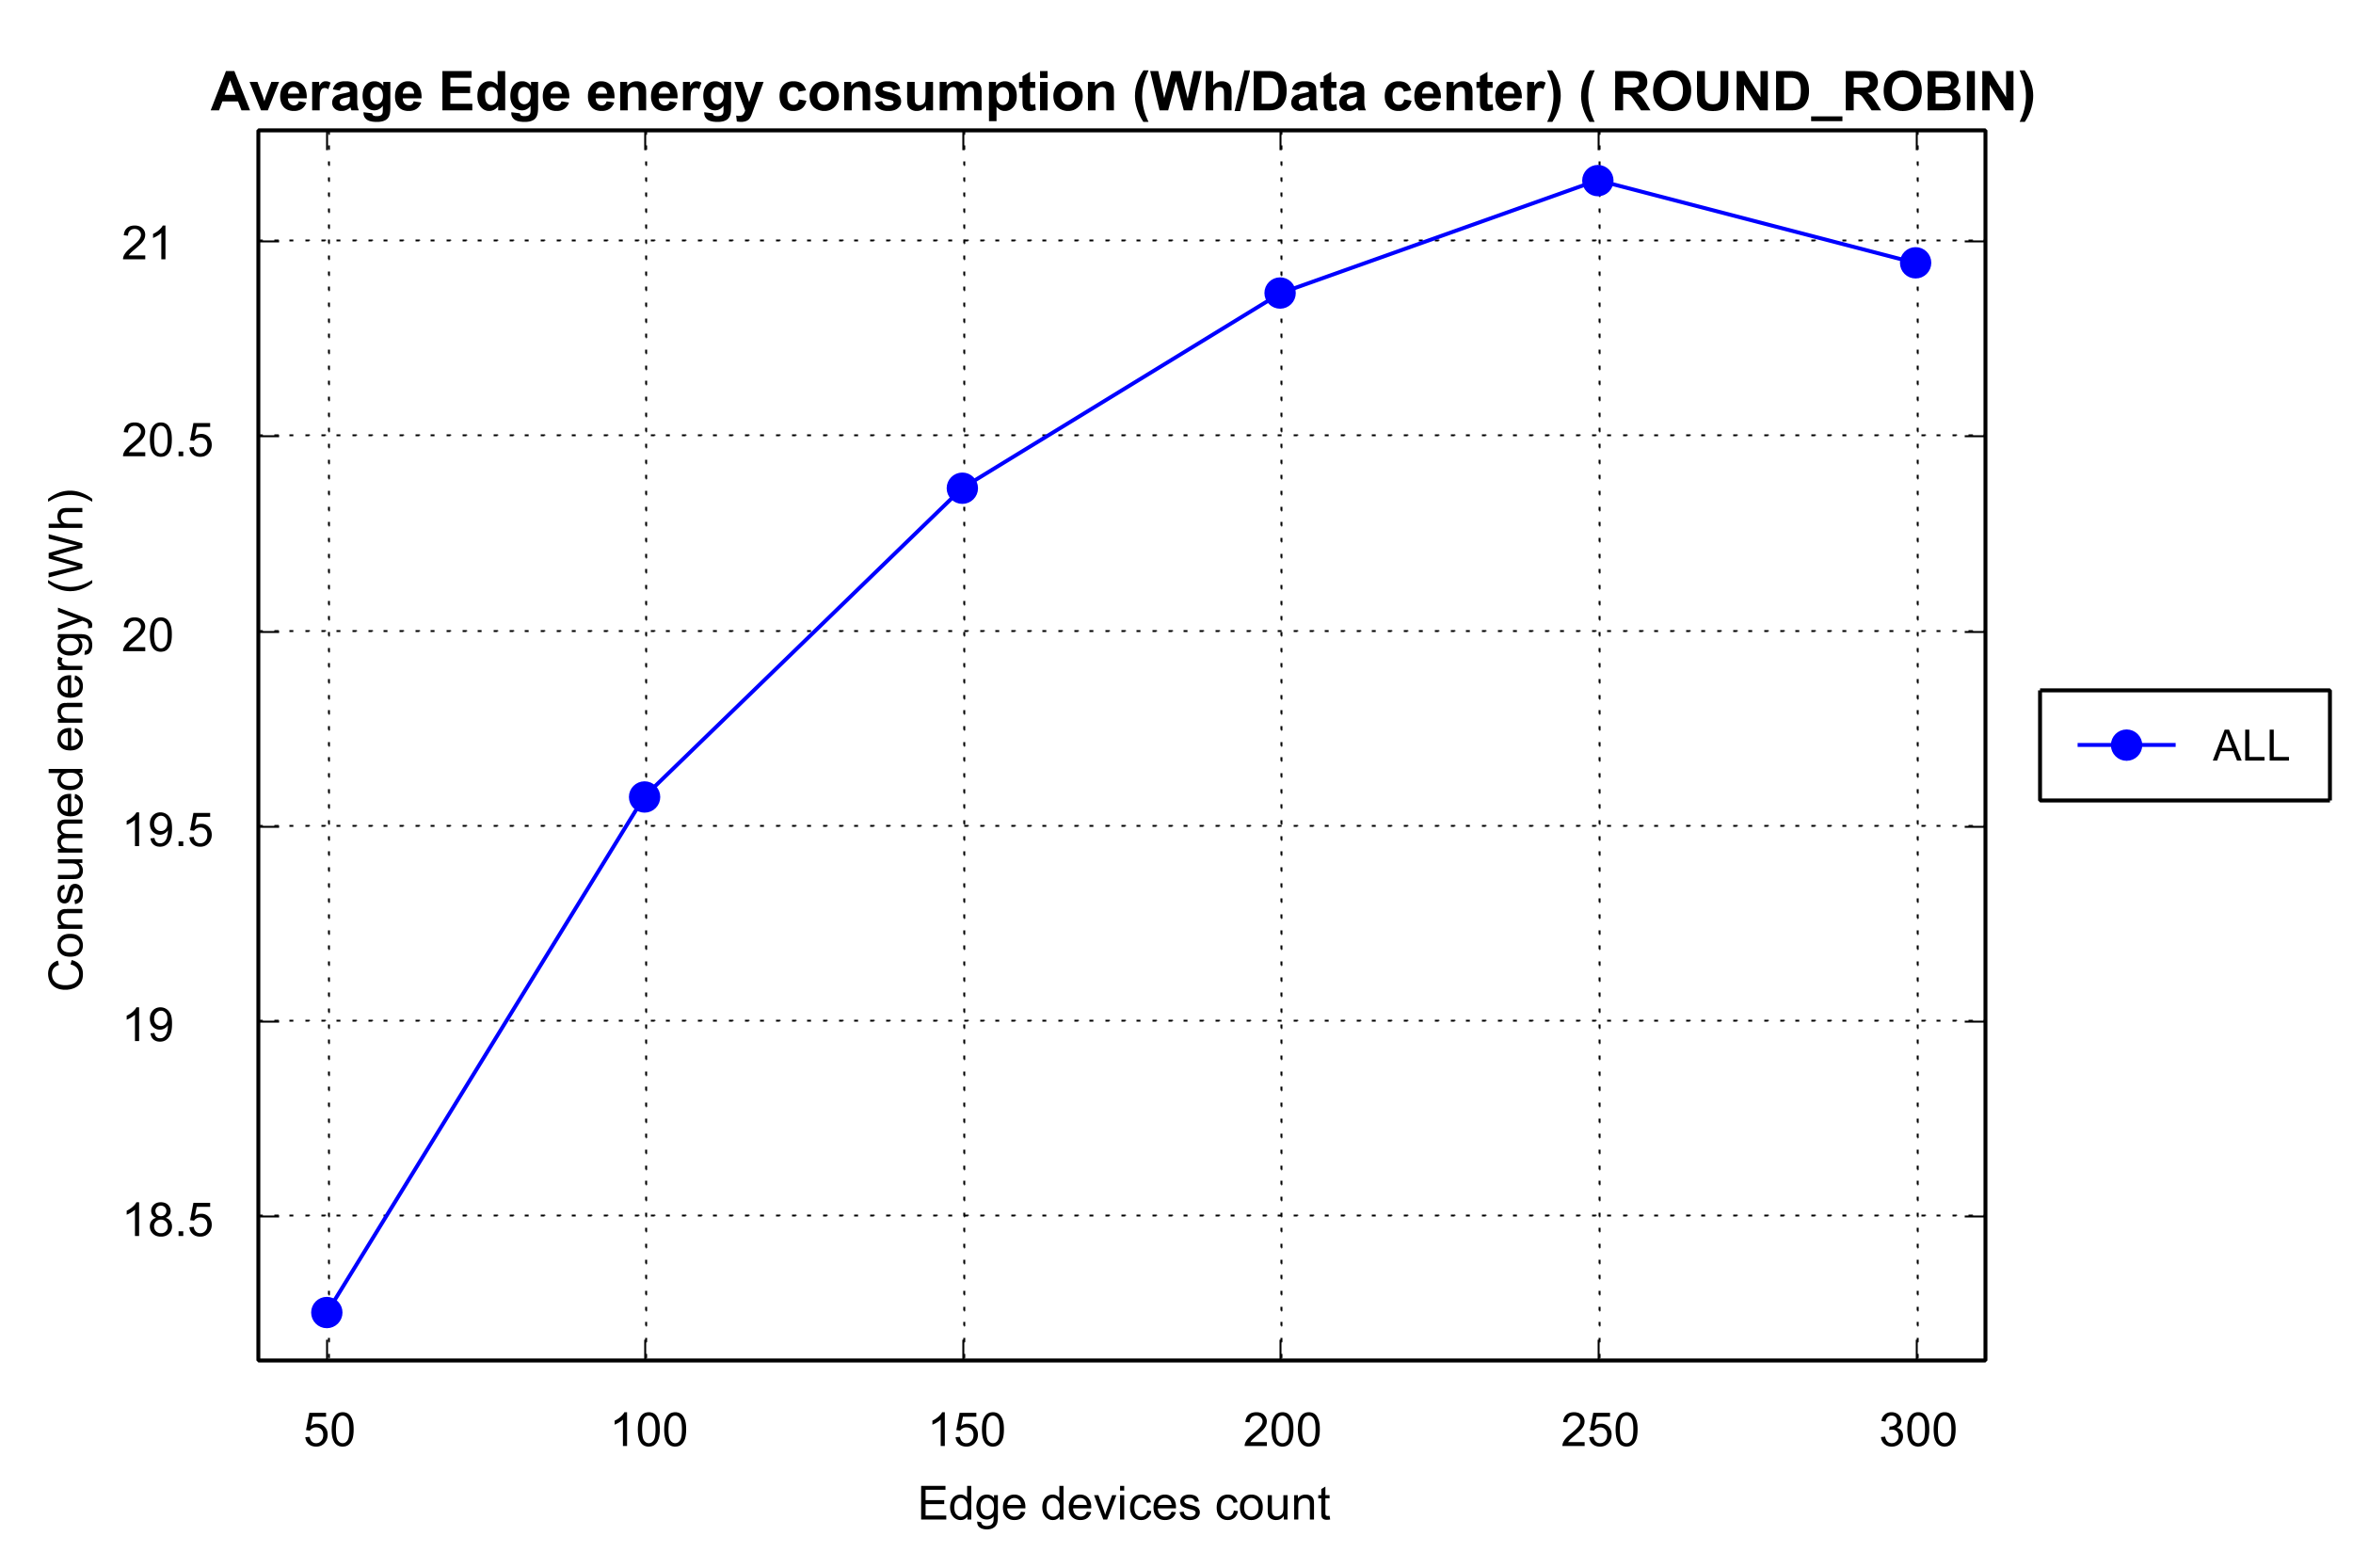 Average Edge energy consumption (Wh/Data center) ( ROUND_ROBIN)
Consumed energy (Wh)
21
20.5
20
19.5
19
18.5
50 100 150 200 250 300
Edge devices count
ALL